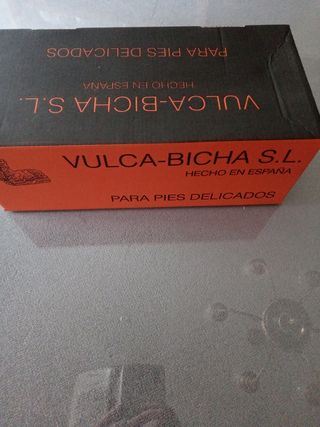 PARA PIES DELICADOS
HECHO EN ESPAÑA
VULCA-BICHA S.L.
VULCA-BICHA S.L.
HECHO EN ESPAÑA
PARA PIES DELICADOS